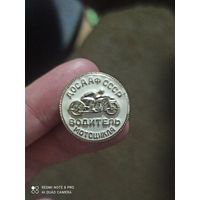 ДОСААФ СССР
ВОДИТЕЛЬ
МОТОЦИКЛА
REDMI NOTE 8 PRO
AI QUAD CAMERA